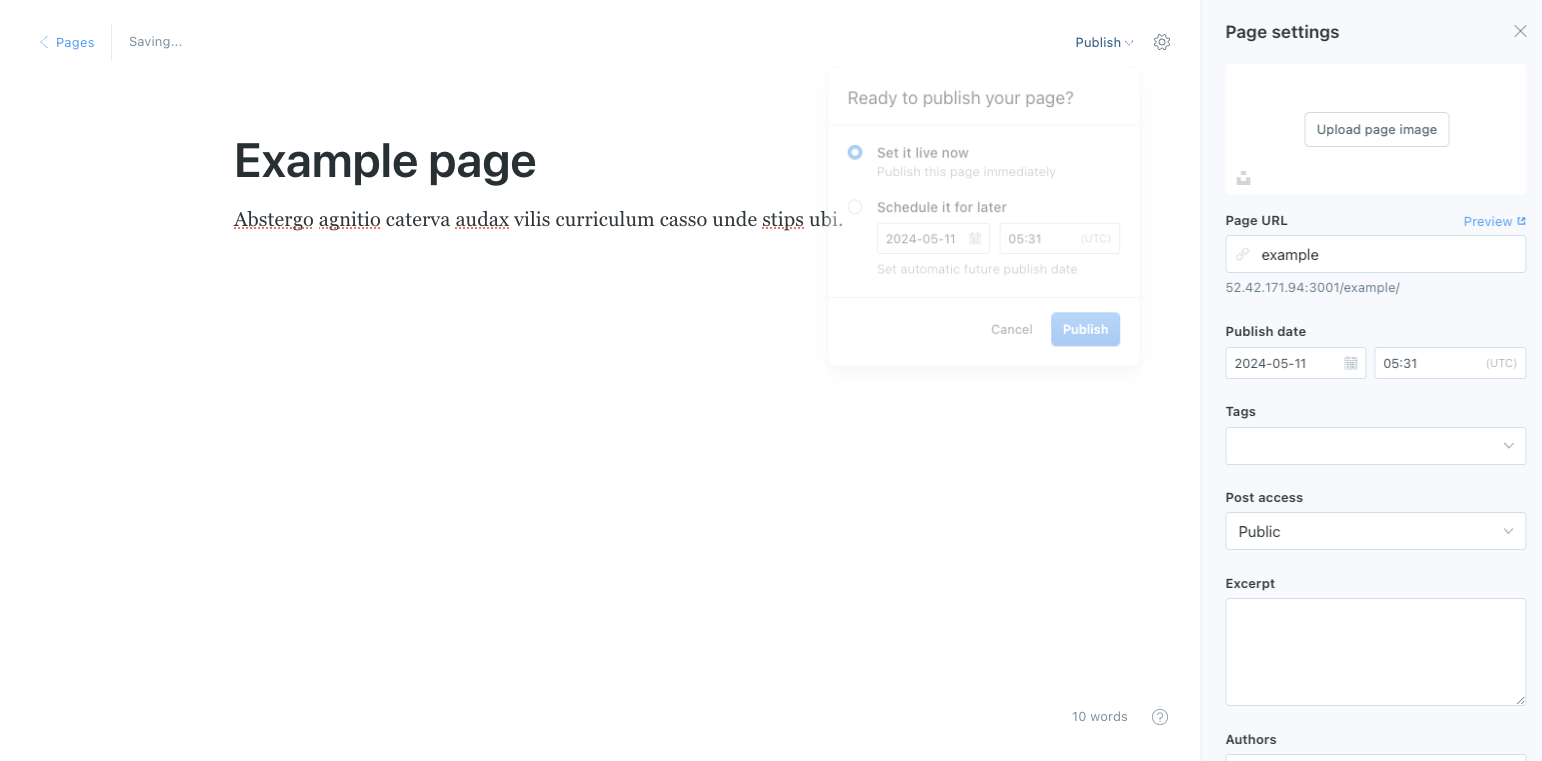 Pages
Saving...
Publish
Ready to publish your page?
Set it live now
Publish this page immediately
Schedule it for later
2024-05-11
05:31
(UTC)
Set automatic future publish date
Cancel
Publish
Example page
Abstergo agnitio caterva audax vilis curriculum casso unde stips ubi.
10 words
Page settings
Upload page image
Page URL
Preview
example
52.42.171.94:3001/example/
Publish date
2024-05-11
05:31
(UTC)
Tags
Post access
Public
Excerpt
Authors